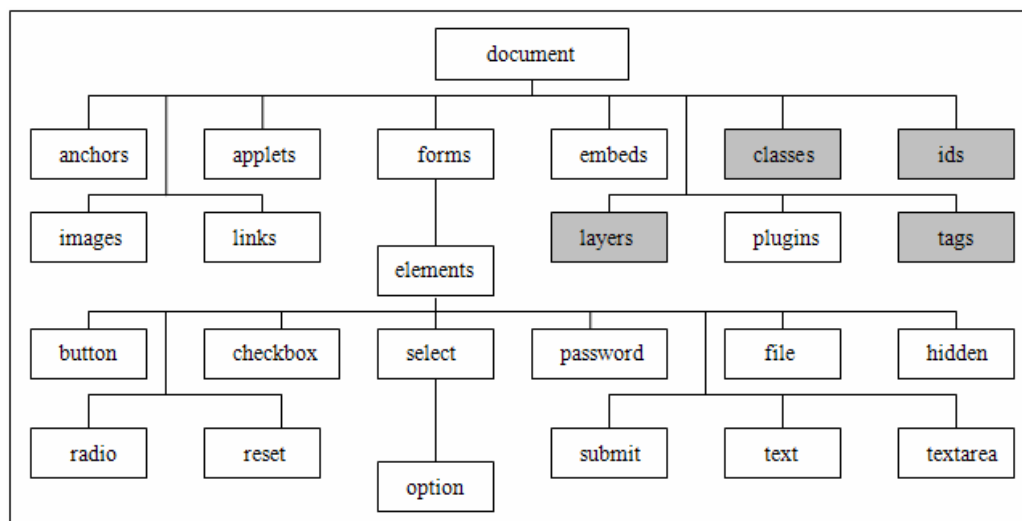 document
anchors
applets
forms
embeds
classes
ids
images
links
layers
plugins
tags
elements
button
checkbox
select
password
file
hidden
radio
reset
submit
text
textarea
option